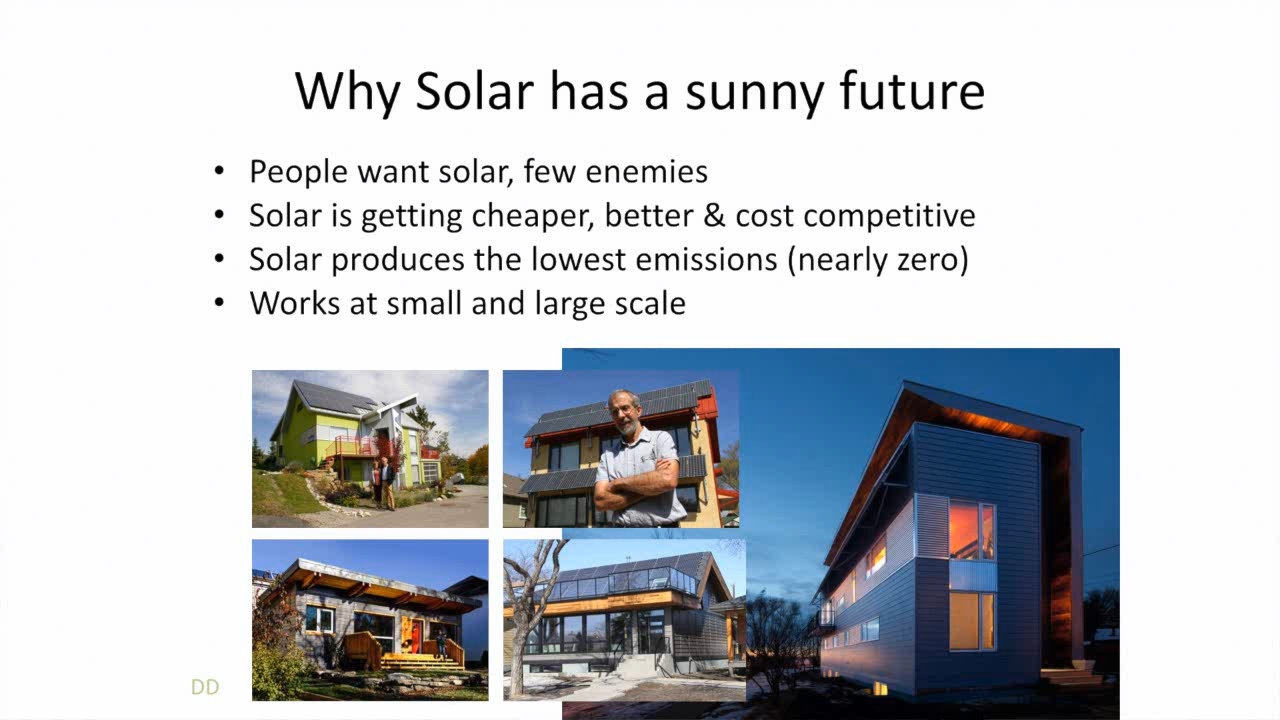 Why Solar has a sunny future
• People want solar, few enemies
• Solar is getting cheaper, better & cost competitive
• Solar produces the lowest emissions (nearly zero)
• Works at small and large scale
DD